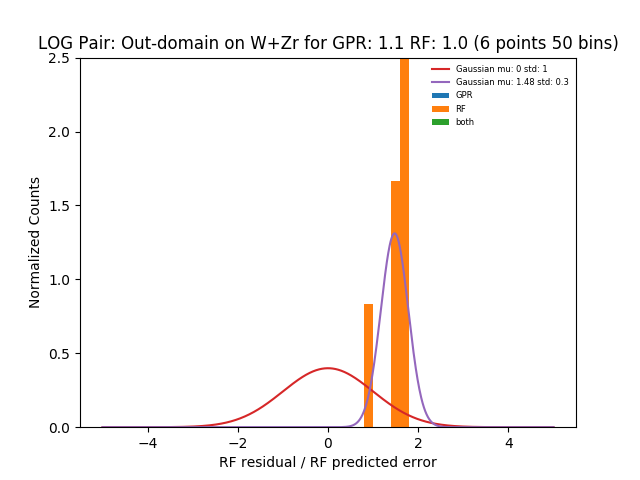 LOG Pair: Out-domain on W+Zr for GPR: 1.1 RF: 1.0 (6 points 50 bins)
Gaussian mu: 0 std: 1
Gaussian mu: 1.48 std: 0.3
GPR
RF
both
Normalized Counts
2.5
2.0
1.5
1.0
0.5
0.0
−4
−2
0
2
4
RF residual / RF predicted error